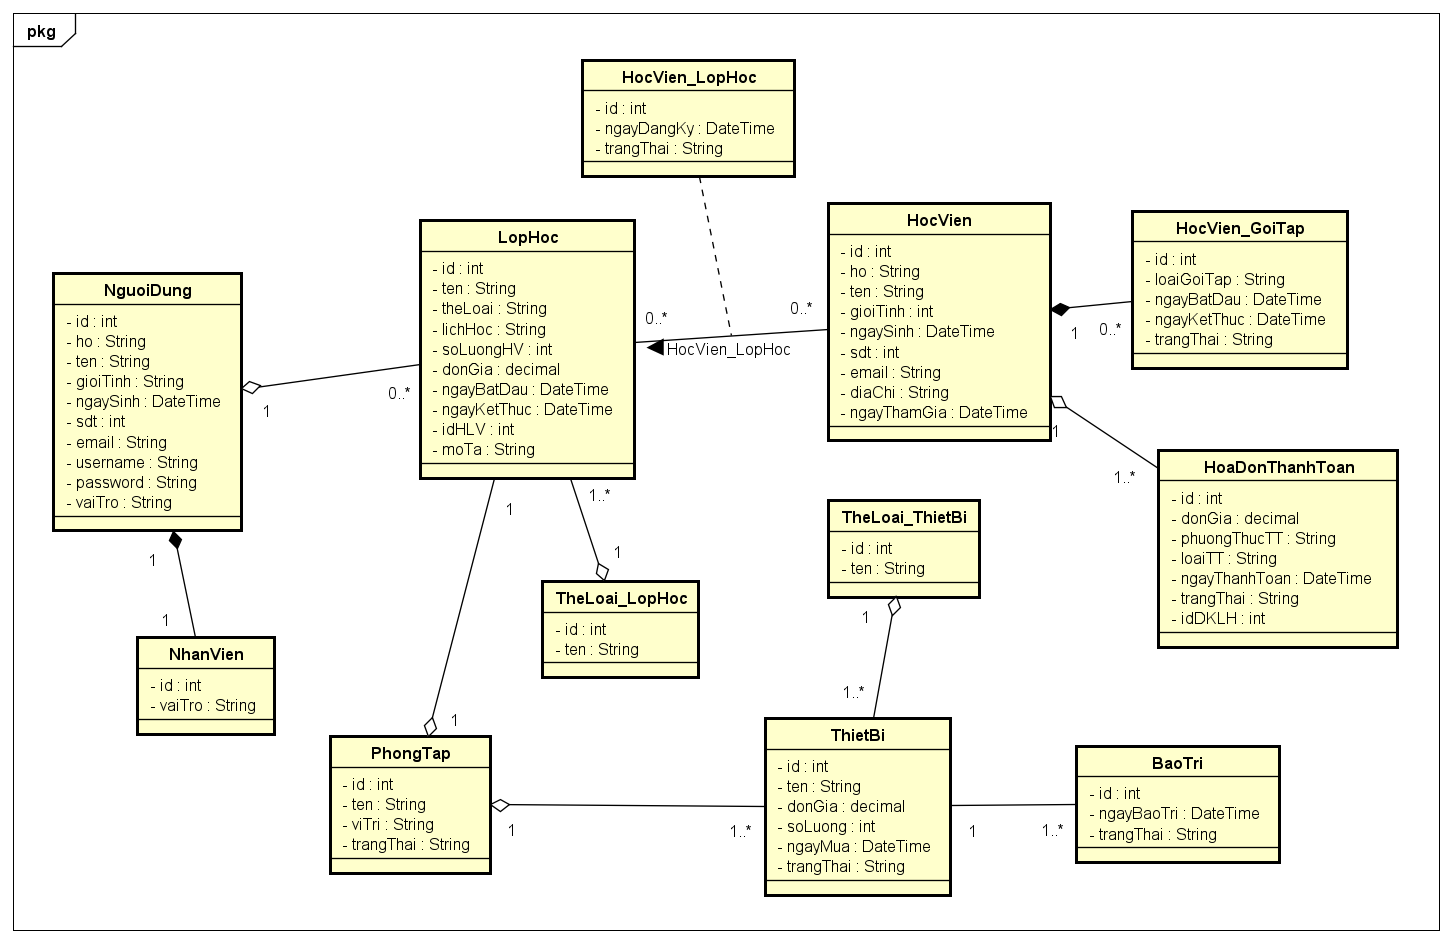 pkg
HocVien_LopHoc
- id : int
- ngayDangKy : DateTime
- trangThai : String
LopHoc
- id : int
- ten : String
- theLoai : String
- lichHoc : String
- soLuongHV : int
- donGia : decimal
- ngayBatDau : DateTime
- ngayKetThuc : DateTime
- idHLV : int
- moTa : String
HocVien
- id : int
- ho : String
- ten : String
- gioiTinh : int
- ngaySinh : DateTime
- sdt : int
- email : String
- diaChi : String
- ngayThamGia : DateTime
HocVien_GoiTap
- id : int
- loaiGoiTap : String
- ngayBatDau : DateTime
- ngayKetThuc : DateTime
- trangThai : String
NguoiDung
- id : int
- ho : String
- ten : String
- gioiTinh : String
- ngaySinh : DateTime
- sdt : int
- email : String
- username : String
- password : String
- vaiTro : String
0..*
0..*
HocVien_LopHoc
1
0..*
1
0..*
1
1..*
HoaDonThanhToan
- id : int
- donGia : decimal
- phuongThucTT : String
- loaiTT : String
- ngayThanhToan : DateTime
- trangThai : String
- idDKLH : int
1
1..*
1
1
1
1
TheLoai_LopHoc
- id : int
- ten : String
TheLoai_ThietBi
- id : int
- ten : String
1
1..*
NhanVien
- id : int
- vaiTro : String
PhongTap
- id : int
- ten : String
- viTri : String
- trangThai : String
1
1..*
ThietBi
- id : int
- ten : String
- donGia : decimal
- soLuong : int
- ngayMua : DateTime
- trangThai : String
1
1..*
BaoTri
- id : int
- ngayBaoTri : DateTime
- trangThai : String